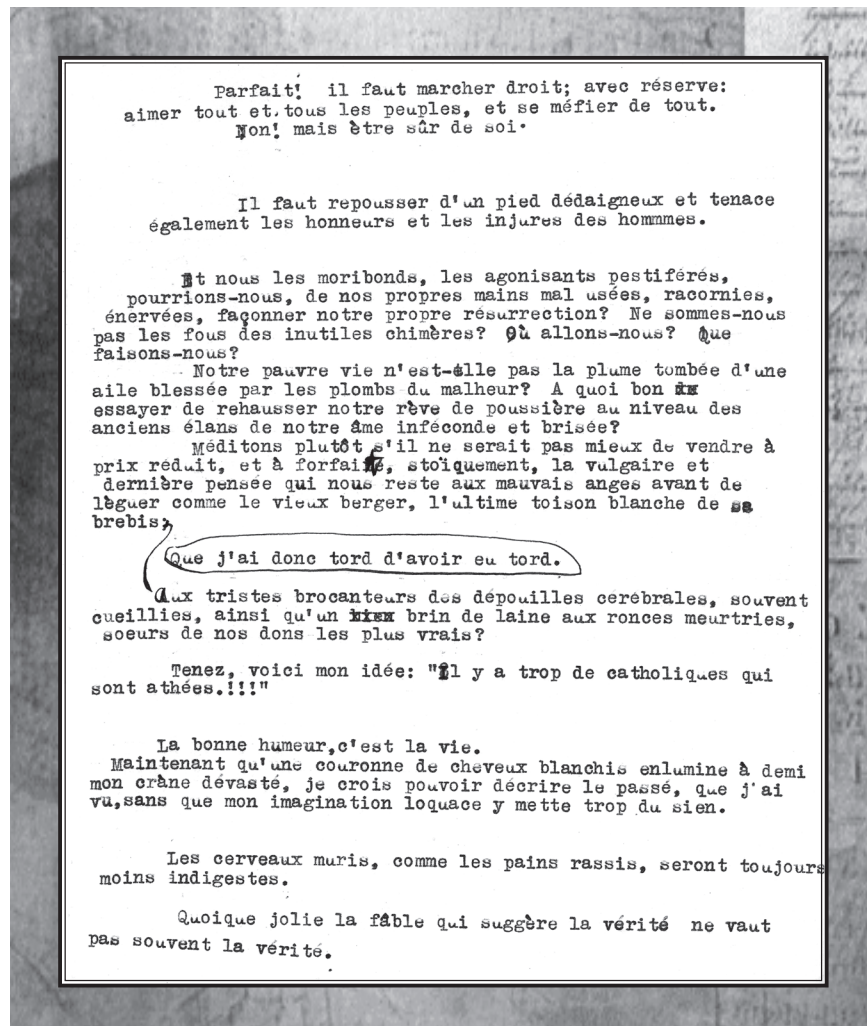 Parfait! il faut marcher droit; avec réserve:
aimer tout et tous les peuples, et se méfier de tout.
Non! mais être sûr de soi.
Il faut repousser d'un pied dédaigneux et tenace
également les honneurs et les injures des hommmes.
Et nous les moribonds, les agonisants pestiférés,
pourrions-nous, de nos propres mains mal usées, racornies,
énervées, façonner notre propre résurrection? Ne sommes-nous
pas les fous des inutiles chimères? Où allons-nous? Que
faisons-nous?
Notre pauvre vie n'est-elle pas la plume tombée d'une
aile blessée par les plombs du malheur? A quoi bon
essayer de rehausser notre rève de poussière au niveau des
anciens élans de notre âme inféconde et brisée?
Méditons plutôt s'il ne serait pas mieux de vendre à
prix réduit, et à forfait, stoïquement, la vulgaire et
dernière pensée qui nous reste aux mauvais anges avant de
lèguer comme le vieux berger, l'ultime toison blanche de sa
brebis,
Que j'ai donc tord d'avoir eu tord.
Aux tristes brocanteurs des dépouilles cérébrales, souvent
cueillies, ainsi qu'un brin de laine aux ronces meurtries,
soeurs de nos dons les plus vrais?
Tenez, voici mon idée: "Il y a trop de catholiques qui
sont athées.!!!"
La bonne humeur,c'est la vie.
Maintenant qu'une couronne de cheveux blanchis enlumine à demi
mon crâne dévasté, je crois pouvoir décrire le passé, que j'ai
vu,sans que mon imagination loquace y mette trop du sien.
Les cerveaux muris, comme les pains rassis, seront toujours
moins indigestes.
Quoique jolie la fâble qui suggère la vérité ne vaut
pas souvent la vérité.